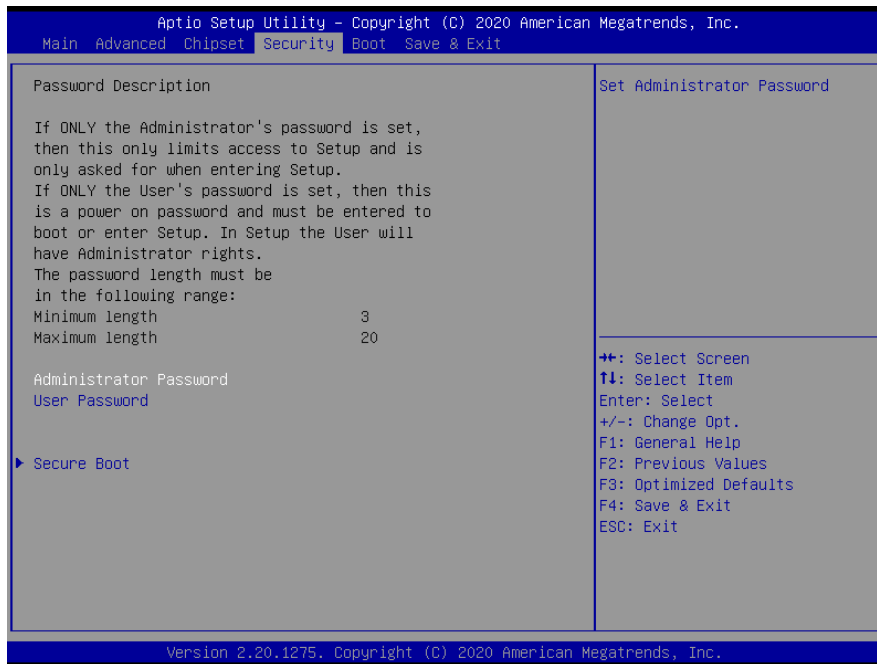 Aptio Setup Utility – Copyright (C) 2020 American Megatrends, Inc.
Main Advanced Chipset Security Boot Save & Exit
Password Description
If ONLY the Administrator's password is set,
then this only limits access to Setup and is
only asked for when entering Setup.
If ONLY the User's password is set, then this
is a power on password and must be entered to
boot or enter Setup. In Setup the User will
have Administrator rights.
The password length must be
in the following range:
Minimum length 3
Maximum length 20
Administrator Password
User Password
Secure Boot
Set Administrator Password
→←: Select Screen
↑↓: Select Item
Enter: Select
+/-: Change Opt.
F1: General Help
F2: Previous Values
F3: Optimized Defaults
F4: Save & Exit
ESC: Exit
Version 2.20.1275. Copyright (C) 2020 American Megatrends, Inc.